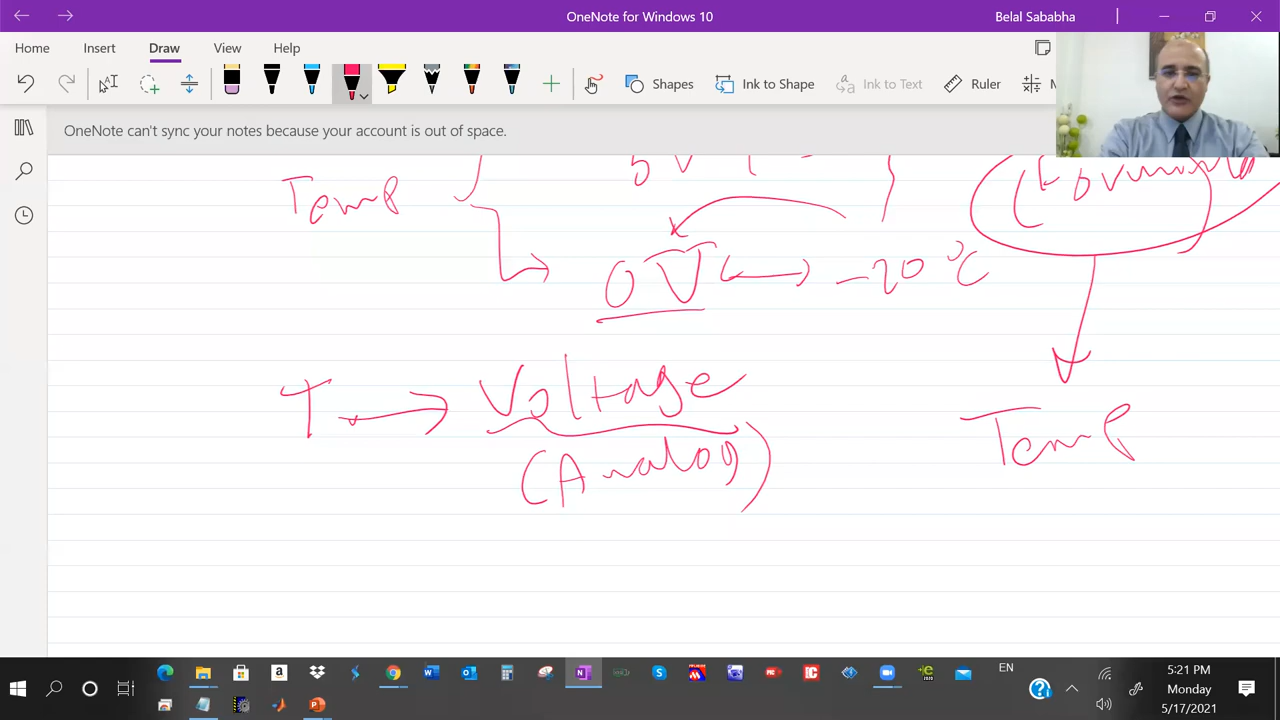 OneNote for Windows 10
Belal Sababha
Home Insert Draw View Help
Shapes Ink to Shape Ink to Text Ruler M
OneNote can't sync your notes because your account is out of space.
5 V
Temp
0 V -20 °C
T Voltage
(Analog)
Temp
EN
5:21 PM
Monday
5/17/2021